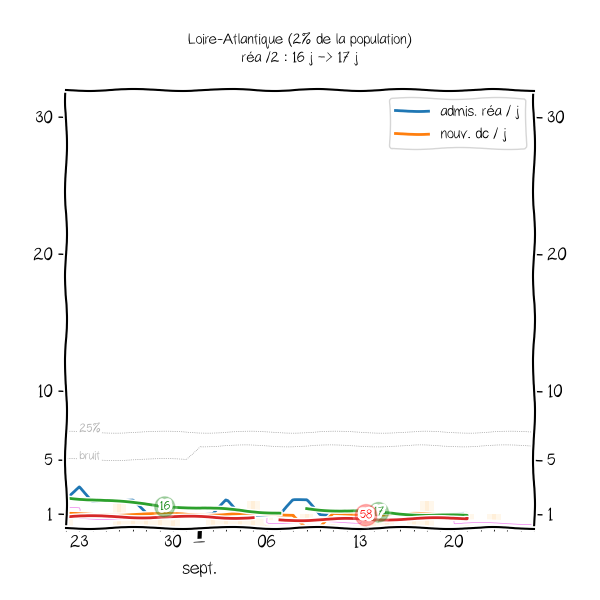 Loire-Atlantique (2% de la population)
réa /2 : 16 j -> 17 j
admis. réa / j
nouv. dc / j
30 30
20 20
10 10
25%
5 bruit 5
16
58 17
1 1
23 30 1 06 13 20
sept.